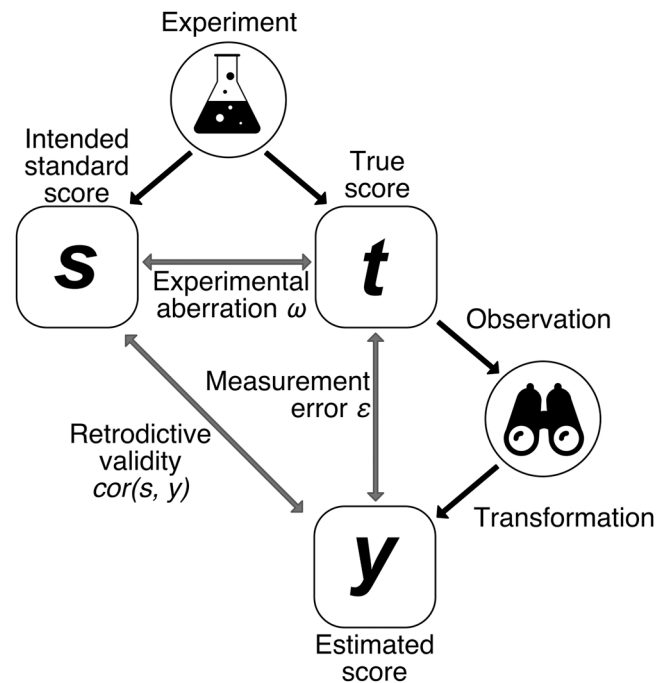 Experiment
Intended
standard
score
True
score
s
t
Experimental
aberration ω
Observation
Measurement
error ε
Retrodictive
validity
cor(s, y)
Transformation
y
Estimated
score